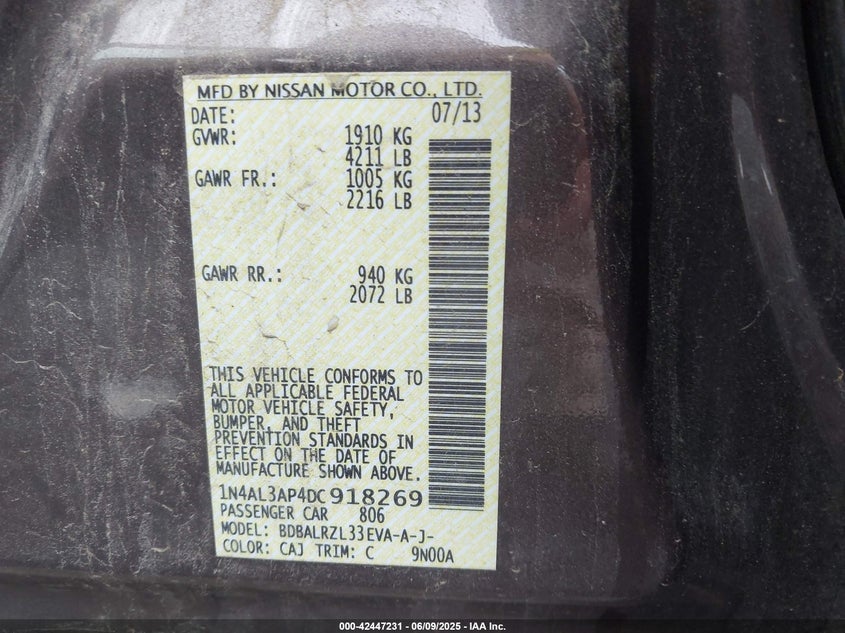 MFD BY NISSAN MOTOR CO., LTD.
DATE: 07/13
GVWR: 1910 KG
4211 LB
GAWR FR.: 1005 KG
2216 LB
GAWR RR.: 940 KG
2072 LB
THIS VEHICLE CONFORMS TO
ALL APPLICABLE FEDERAL
MOTOR VEHICLE SAFETY,
BUMPER, AND THEFT
PREVENTION STANDARDS IN
EFFECT ON THE DATE OF
MANUFACTURE SHOWN ABOVE.
1N4AL3AP4DC918269
PASSENGER CAR 806
MODEL: BDBALRZL33EVA-A-J-
COLOR: CAJ TRIM: C 9N00A
000-42447231 - 06/09/2025 - IAA Inc.